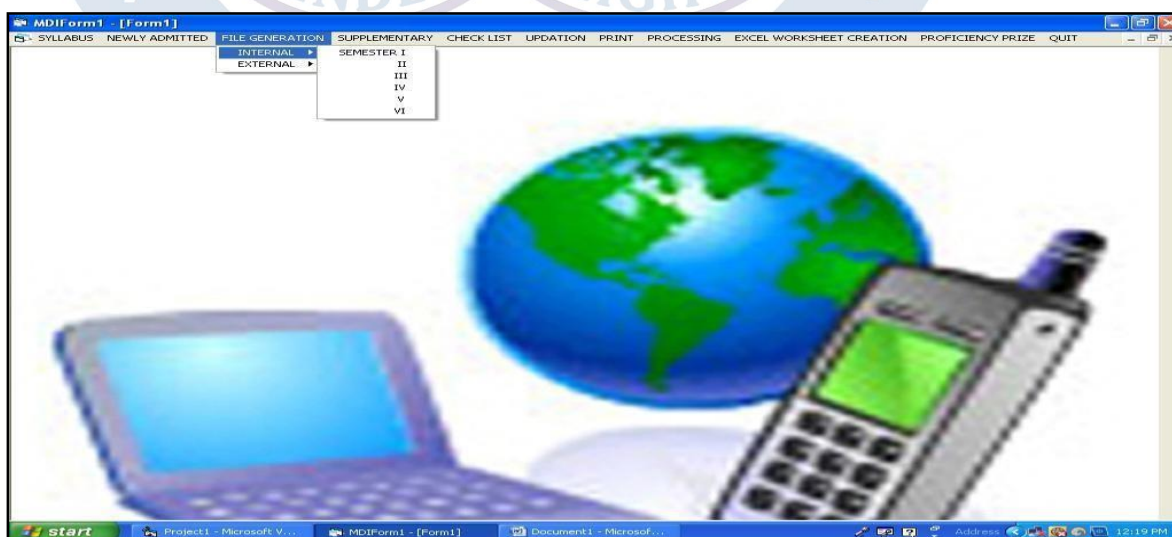 MDIForm1 - [Form1]
SYLLABUS NEWLY ADMITTED FILE GENERATION SUPPLEMENTARY CHECK LIST UPDATION PRINT PROCESSING EXCEL WORKSHEET CREATION PROFICIENCY PRIZE QUIT
INTERNAL SEMESTER I
EXTERNAL II
III
IV
V
VI
start Project1 - Microsoft V... MDIForm1 - [Form1] Document1 - Microsof... Address 12:19 PM